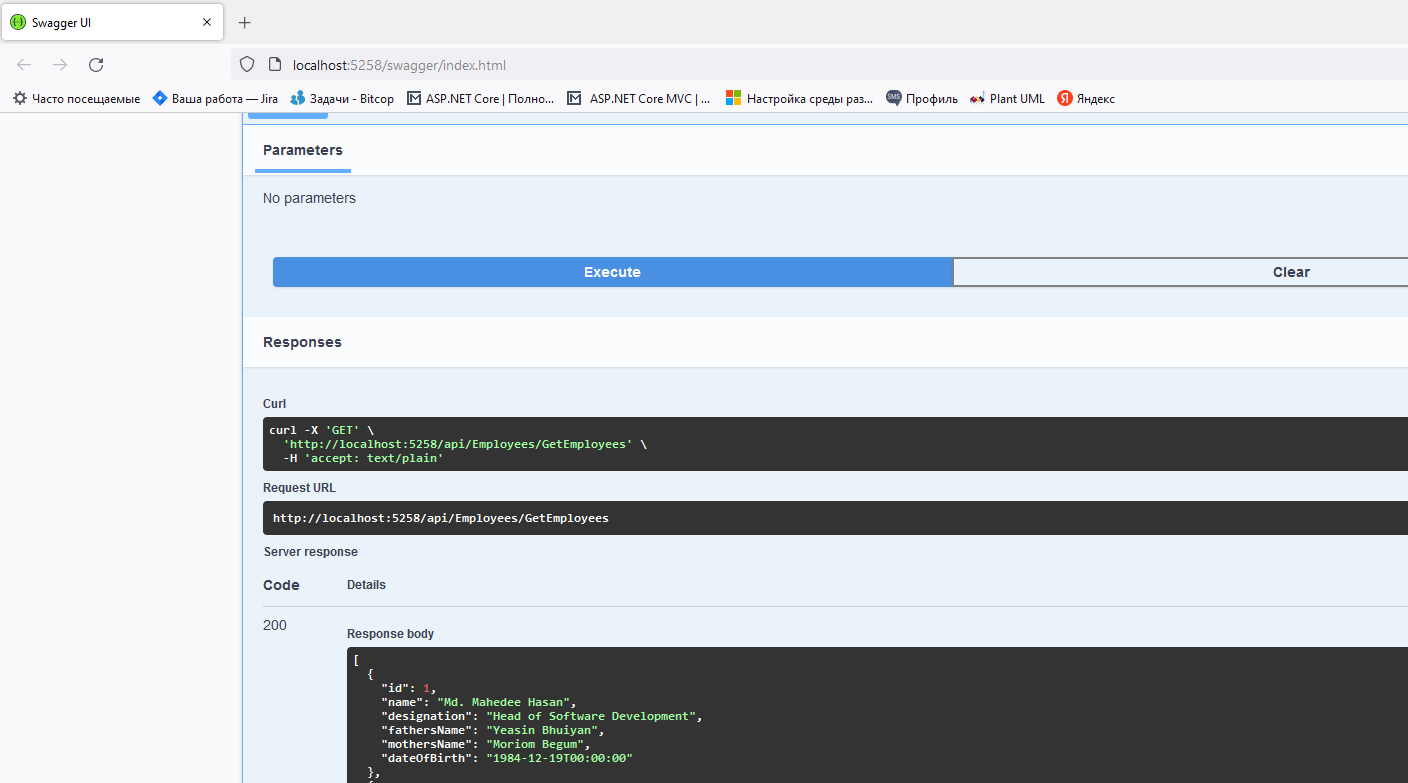 Swagger UI
localhost:5258/swagger/index.html
Часто посещаемые Ваша работа — Jira Задачи - Bitcop ASP.NET Core | Полно... ASP.NET Core MVC | ... Настройка среды раз... SMS Профиль Plant UML Я Яндекс
Parameters
No parameters
Execute Clear
Responses
Curl
curl -X 'GET' \
'http://localhost:5258/api/Employees/GetEmployees' \
-H 'accept: text/plain'
Request URL
http://localhost:5258/api/Employees/GetEmployees
Server response
Code Details
200
Response body
[
{
"id": 1,
"name": "Md. Mahedee Hasan",
"designation": "Head of Software Development",
"fathersName": "Yeasin Bhuiyan",
"mothersName": "Moriom Begum",
"dateOfBirth": "1984-12-19T00:00:00"
},